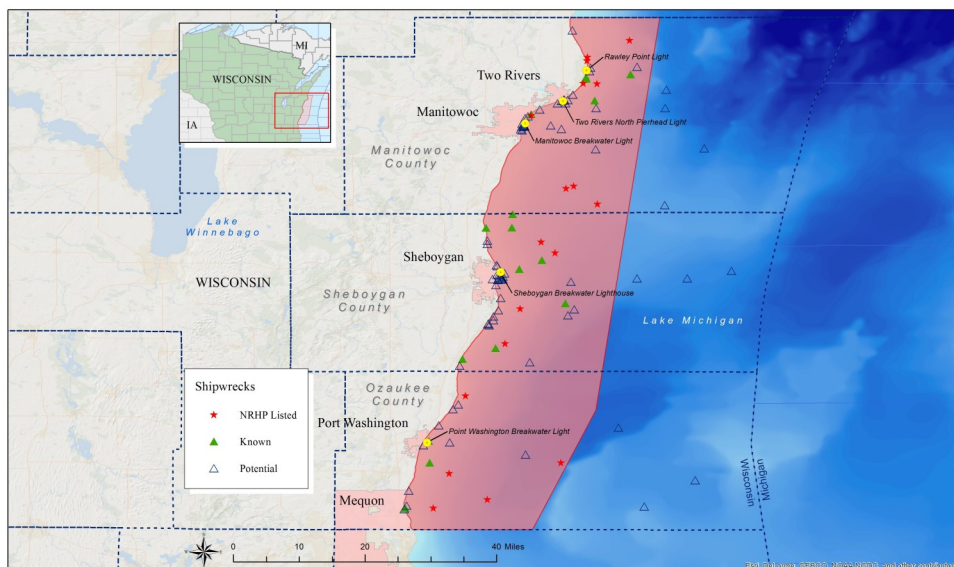 MI
WISCONSIN
IA
Two Rivers
Rawley Point Light
Manitowoc
Two Rivers North Pierhead Light
Manitowoc Breakwater Light
Manitowoc
County
Lake
Winnebago
WISCONSIN
Sheboygan
Sheboygan Breakwater Lighthouse
Sheboygan
County
Lake Michigan
Ozaukee
County
Shipwrecks
NRHP Listed
Known
Potential
Port Washington
Point Washington Breakwater Light
Michigan
Wisconsin
Mequon
0 10 20 40 Miles